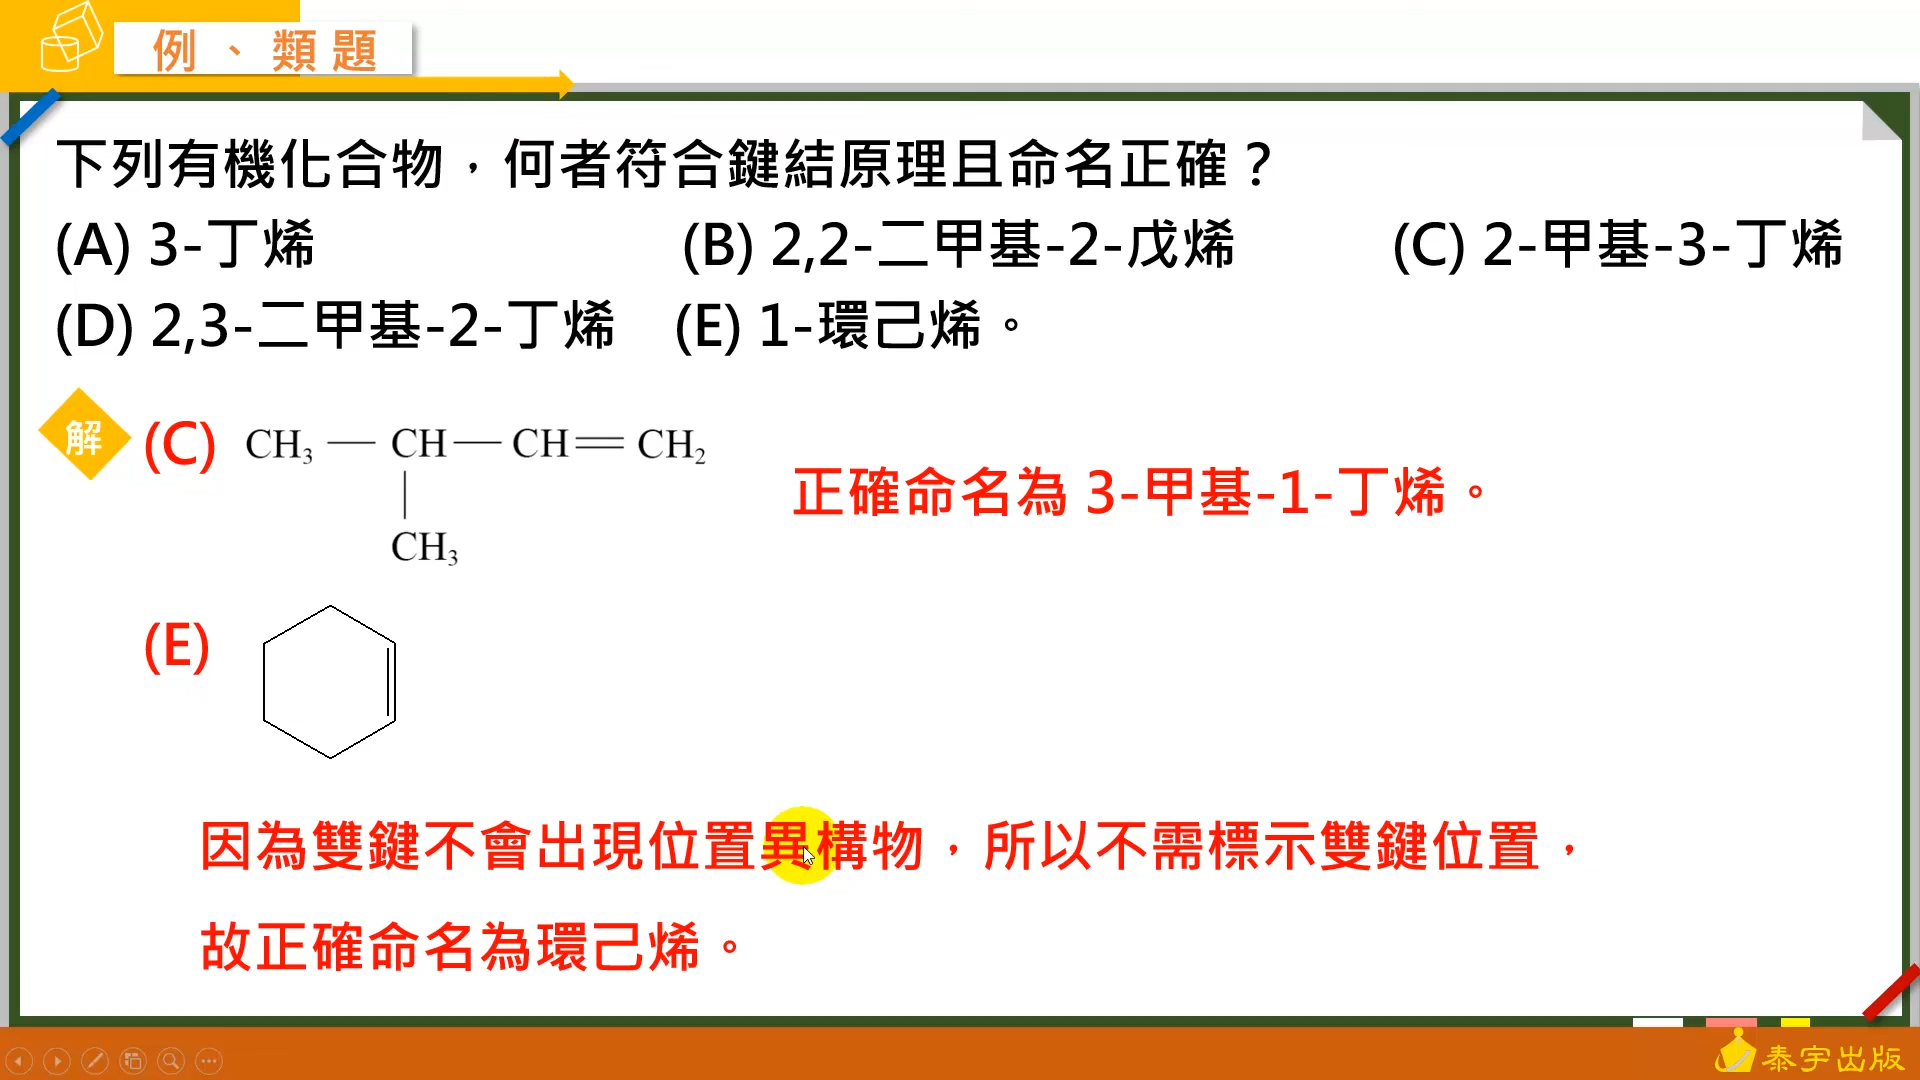 例、類題
下列有機化合物，何者符合鍵結原理且命名正確？
(A) 3-丁烯 (B) 2,2-二甲基-2-戊烯 (C) 2-甲基-3-丁烯
(D) 2,3-二甲基-2-丁烯 (E) 1-環己烯。
解
(C) CH₃ — CH — CH = CH₂
CH₃
正確命名為 3-甲基-1-丁烯。
(E)
因為雙鍵不會出現位置異構物，所以不需標示雙鍵位置，
故正確命名為環己烯。
泰宇出版